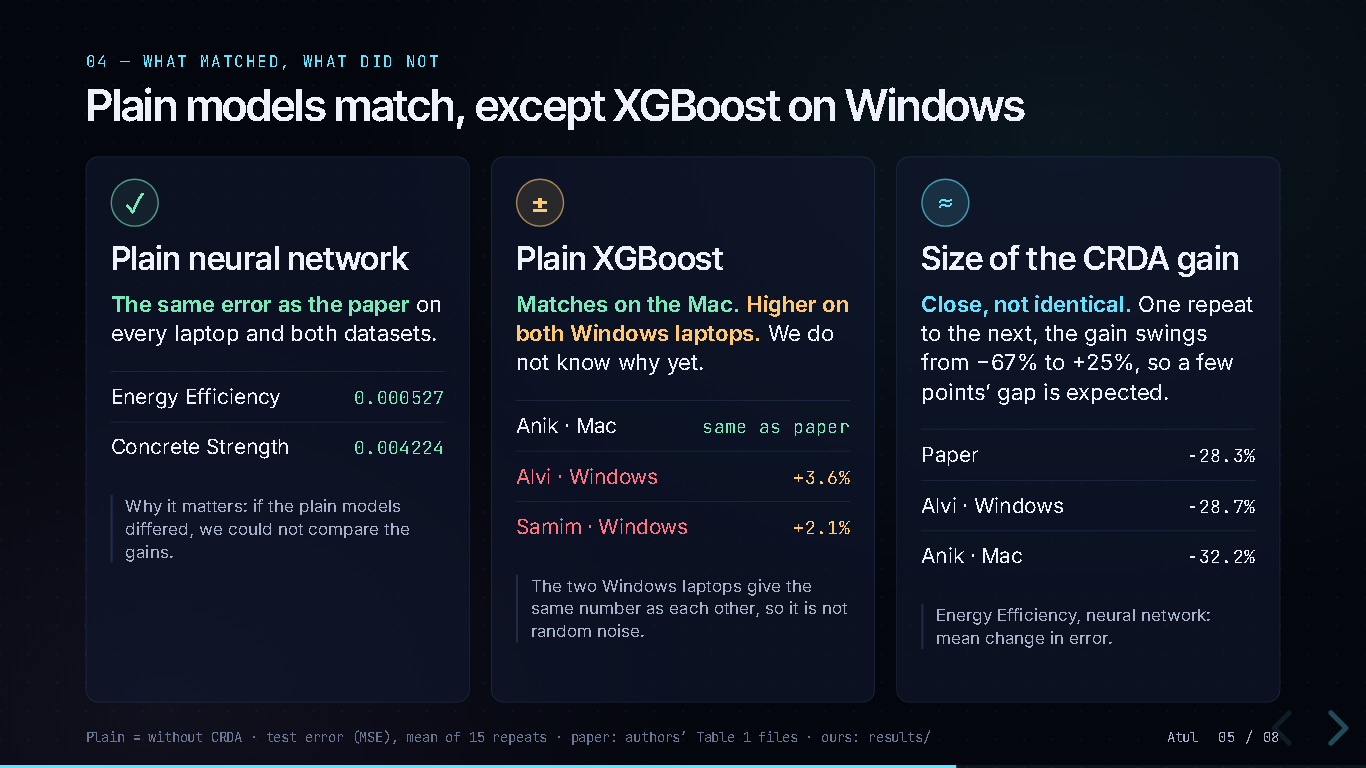 04 — WHAT MATCHED, WHAT DID NOT
Plain models match, except XGBoost on Windows
✓
Plain neural network
The same error as the paper on
every laptop and both datasets.
Energy Efficiency 0.000527
Concrete Strength 0.004224
Why it matters: if the plain models
differed, we could not compare the
gains.
±
Plain XGBoost
Matches on the Mac. Higher on
both Windows laptops. We do
not know why yet.
Anik · Mac same as paper
Alvi · Windows +3.6%
Samim · Windows +2.1%
The two Windows laptops give the
same number as each other, so it is not
random noise.
≈
Size of the CRDA gain
Close, not identical. One repeat
to the next, the gain swings
from −67% to +25%, so a few
points’ gap is expected.
Paper -28.3%
Alvi · Windows -28.7%
Anik · Mac -32.2%
Energy Efficiency, neural network:
mean change in error.
Plain = without CRDA · test error (MSE), mean of 15 repeats · paper: authors’ Table 1 files · ours: results/
Atul 05 / 08